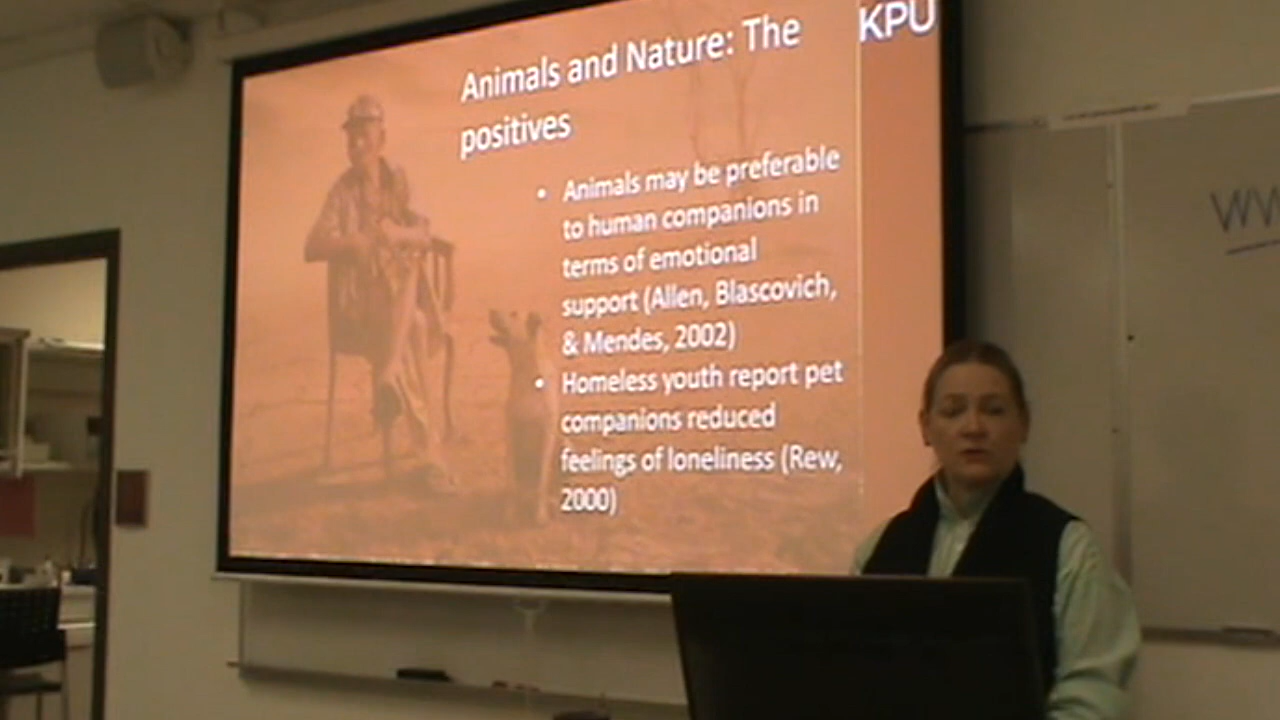 KPU
Animals and Nature: The
positives
• Animals may be preferable
to human companions in
terms of emotional
support (Allen, Blascovich,
& Mendes, 2002)
• Homeless youth report pet
companions reduced
feelings of loneliness (Rew,
2000)